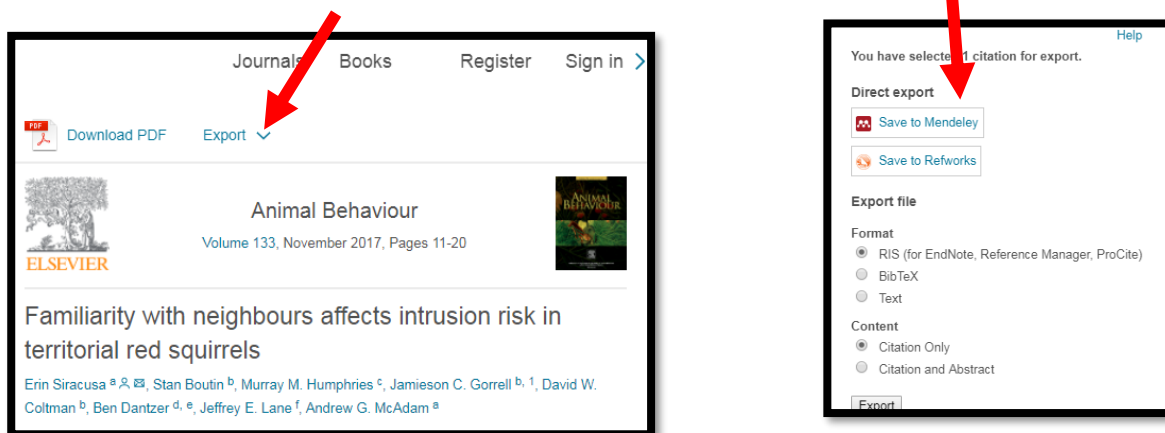 Journals Books Register Sign in
PDF Download PDF Export
ELSEVIER
Animal Behaviour
Volume 133, November 2017, Pages 11-20
ANIMAL
BEHAVIOUR
Familiarity with neighbours affects intrusion risk in
territorial red squirrels
Erin Siracusa a, Stan Boutin b, Murray M. Humphries c, Jamieson C. Gorrell b, 1, David W.
Coltman b, Ben Dantzer d, e, Jeffrey E. Lane f, Andrew G. McAdam a
Help
You have selected 1 citation for export.
Direct export
Save to Mendeley
Save to Refworks
Export file
Format
RIS (for EndNote, Reference Manager, ProCite)
BibTeX
Text
Content
Citation Only
Citation and Abstract
Export